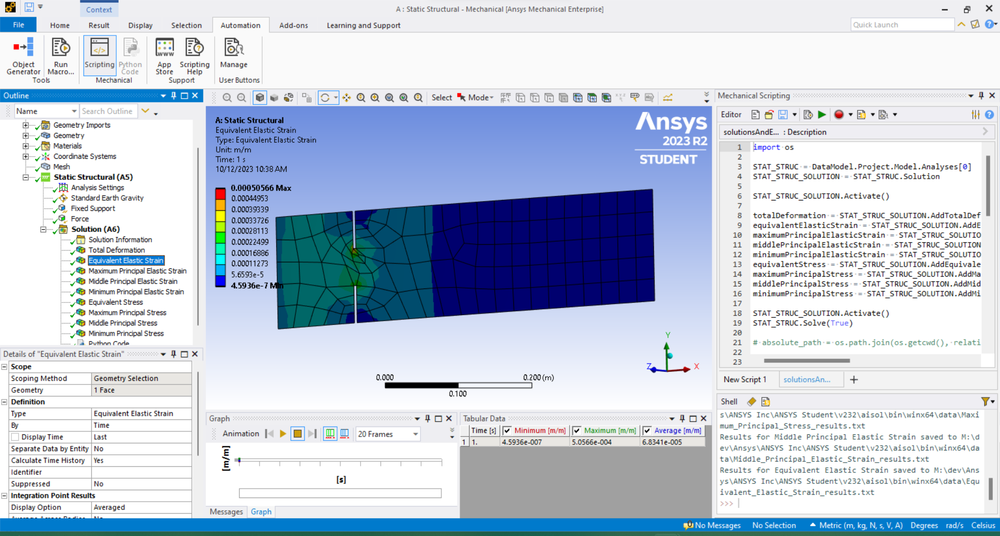 Context
A : Static Structural - Mechanical [Ansys Mechanical Enterprise]
File
Home
Result
Display
Selection
Automation
Add-ons
Learning and Support
Quick Launch
Object Generator
Run Macro...
Scripting
Python Code
App Store
Scripting Help
Manage
Tools
Mechanical
Support
User Buttons
Outline
Name
Search Outline
Geometry Imports
Geometry
Materials
Coordinate Systems
Mesh
Static Structural (A5)
Analysis Settings
Standard Earth Gravity
Fixed Support
Force
Solution (A6)
Solution Information
Total Deformation
Equivalent Elastic Strain
Maximum Principal Elastic Strain
Middle Principal Elastic Strain
Minimum Principal Elastic Strain
Equivalent Stress
Maximum Principal Stress
Middle Principal Stress
Minimum Principal Stress
Python Code
Details of "Equivalent Elastic Strain"
Scope
Scoping Method Geometry Selection
Geometry 1 Face
Definition
Type Equivalent Elastic Strain
By Time
Display Time Last
Separate Data by Entity No
Calculate Time History Yes
Identifier
Suppressed No
Integration Point Results
Display Option Averaged
Select
Mode
A: Static Structural
Equivalent Elastic Strain
Type: Equivalent Elastic Strain
Unit: m/m
Time: 1 s
10/12/2023 10:38 AM
0.00050566 Max
0.00044953
0.00039339
0.00033726
0.00028113
0.00022499
0.00016886
0.00011273
5.6593e-5
4.5936e-7 Min
Ansys
2023 R2
STUDENT
Y
Z
X
0.000
0.200 (m)
0.100
Graph
Animation
20 Frames
[m/m]
[s]
Messages
Graph
Tabular Data
Time [s] Minimum [m/m] Maximum [m/m] Average [m/m]
1 1. 4.5936e-007 5.0566e-004 6.8341e-005
Mechanical Scripting
Editor
solutionsAndE... : Description
1 import os
2
3 STAT_STRUC = DataModel.Project.Model.Analyses[0]
4 STAT_STRUC_SOLUTION = STAT_STRUC.Solution
5
6 STAT_STRUC_SOLUTION.Activate()
7
8 totalDeformation = STAT_STRUC_SOLUTION.AddTotalDef
9 equivalentElasticStrain = STAT_STRUC_SOLUTION.AddE
10 maximumPrincipalElasticStrain = STAT_STRUC_SOLUTIO
11 middlePrincipalElasticStrain = STAT_STRUC_SOLUTION
12 minimumPrincipalElasticStrain = STAT_STRUC_SOLUTIO
13 equivalentStress = STAT_STRUC_SOLUTION.AddEquivale
14 maximumPrincipalStress = STAT_STRUC_SOLUTION.AddMa
15 middlePrincipalStress = STAT_STRUC_SOLUTION.AddMid
16 minimumPrincipalStress = STAT_STRUC_SOLUTION.AddMi
17
18 STAT_STRUC_SOLUTION.Activate()
19 STAT_STRUC.Solve(True)
20
21 # absolute_path = os.path.join(os.getcwd(), relati
22
23
New Script 1
solutionsAn...
Shell
s\ANSYS Inc\ANSYS Student\v232\aisol\bin\winx64\data\Maxi
mum_Principal_Stress_results.txt
Results for Middle Principal Elastic Strain saved to M:\d
ev\Ansys\ANSYS Inc\ANSYS Student\v232\aisol\bin\winx64\da
ta\Middle_Principal_Elastic_Strain_results.txt
Results for Equivalent Elastic Strain saved to M:\dev\Ans
ys\ANSYS Inc\ANSYS Student\v232\aisol\bin\winx64\data\Equ
ivalent_Elastic_Strain_results.txt
>>>
No Messages
No Selection
Metric (m, kg, N, s, V, A)
Degrees
rad/s
Celsius